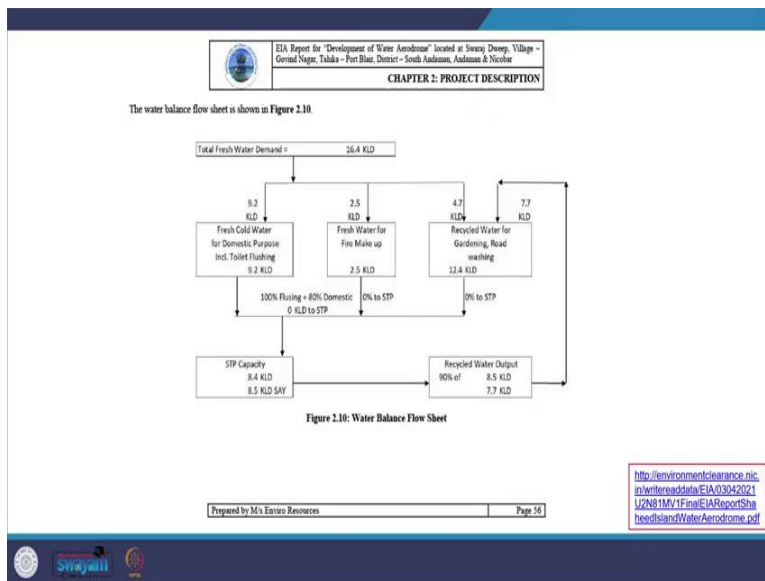 EIA Report for "Development of Water Aerodrome" located at Swaraj Dweep, Village –
Govind Nagar, Taluka – Port Blair, District – South Andaman, Andaman & Nicobar
CHAPTER 2: PROJECT DESCRIPTION
The water balance flow sheet is shown in Figure 2.10.
Total Fresh Water Demand = 16.4 KLD
9.2
KLD
2.5
KLD
4.7
KLD
7.7
KLD
Fresh Cold Water
for Domestic Purpose
Incl. Toilet Flushing
9.2 KLD
Fresh Water for
Fire Make up
2.5 KLD
Recycled Water for
Gardening, Road
washing
12.4 KLD
100% Flusing + 80% Domestic
0 KLD to STP
0% to STP
0% to STP
STP Capacity
8.4 KLD
8.5 KLD SAY
Recycled Water Output
90% of 8.5 KLD
7.7 KLD
Figure 2.10: Water Balance Flow Sheet
Prepared by M/s Enviro Resources
Page 56
http://environmentclearance.nic.
in/writereaddata/EIA/03042021
U2N81MV1FinalEIAReportSha
heedIslandWaterAerodrome.pdf
swayam